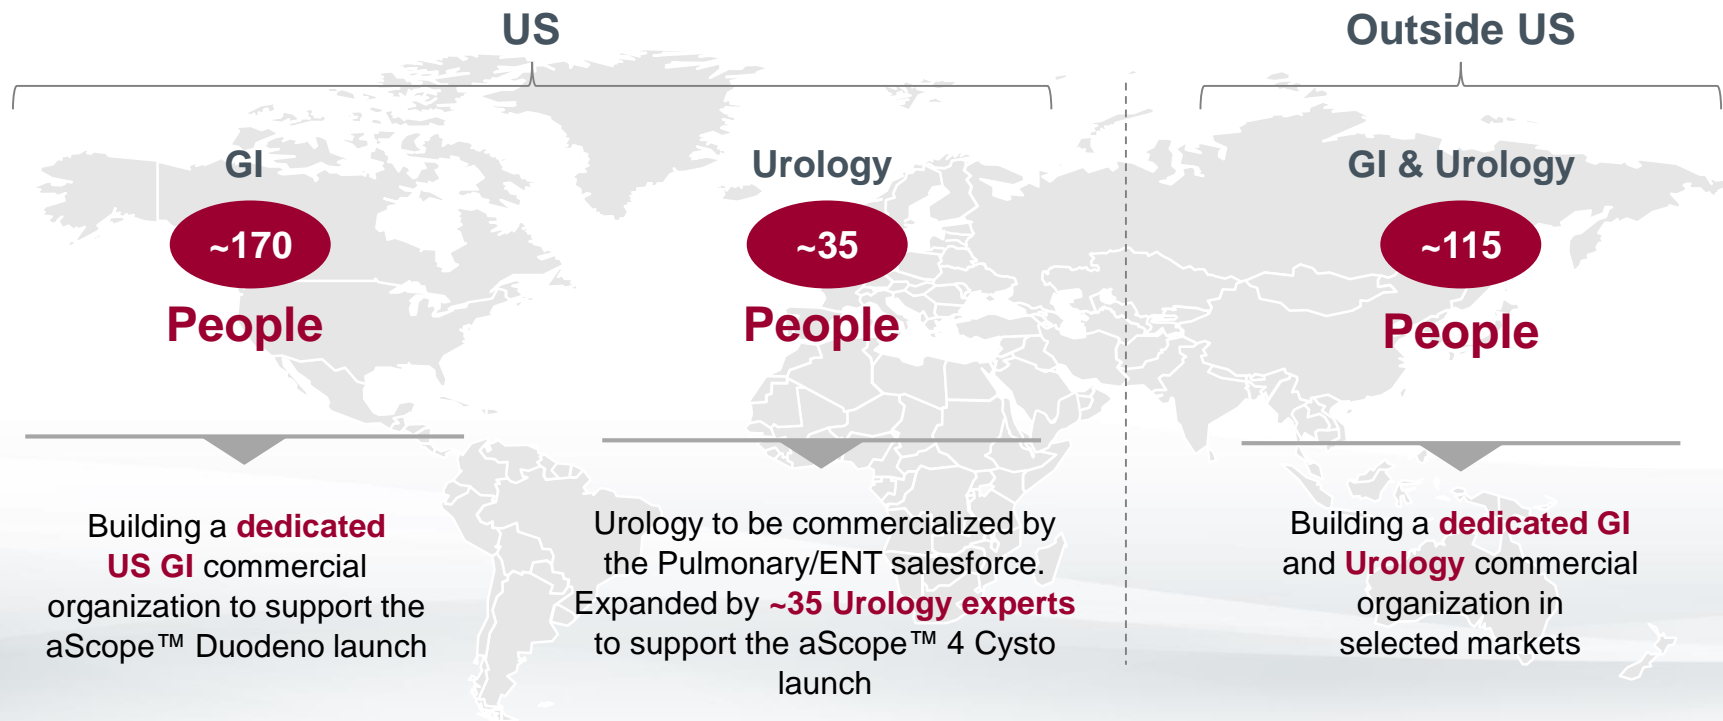 US
Outside US
GI
~170
People
Building a dedicated
US GI commercial
organization to support the
aScope™ Duodeno launch
Urology
~35
People
Urology to be commercialized by
the Pulmonary/ENT salesforce.
Expanded by ~35 Urology experts
to support the aScope™ 4 Cysto
launch
GI & Urology
~115
People
Building a dedicated GI
and Urology commercial
organization in
selected markets